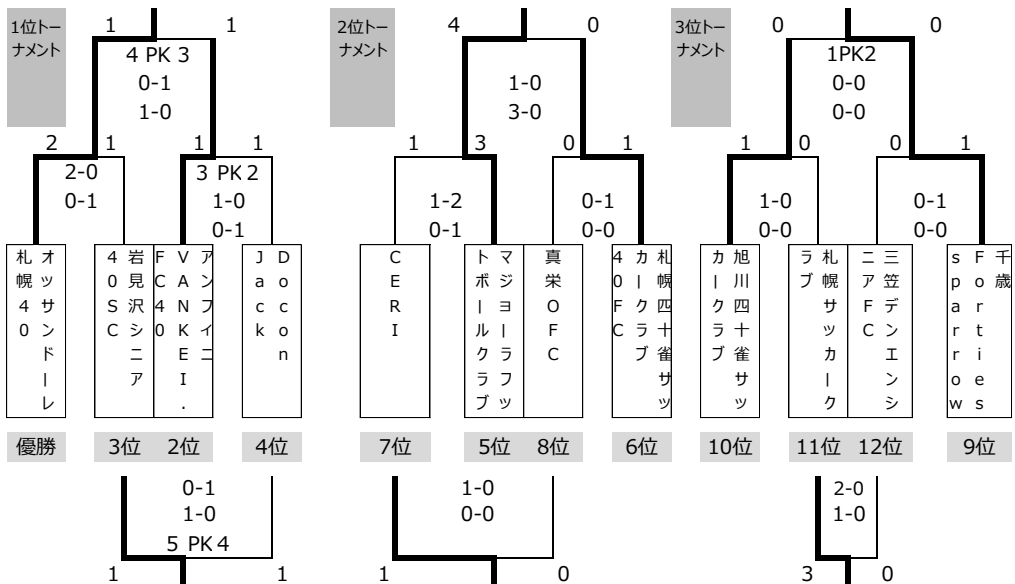 1位トー
ナメント
1
1
4 PK 3
0-1
1-0
2
1
1
1
2-0
0-1
3 PK 2
1-0
0-1
オッサンドーレ
札幌40
岩見沢シニア
40SC
アンフィニ
VANKEI.
FC40
Docon
Jack
優勝
3位
2位
4位
0-1
1-0
5 PK 4
1
1
2位トー
ナメント
4
0
1-0
3-0
1
3
0
1
1-2
0-1
0-1
0-0
CERI
マジョーラフッ
トボールクラブ
真栄OFC
札幌四十雀サッ
カークラブ
40FC
7位
5位
8位
6位
1-0
0-0
1
0
3位トー
ナメント
0
0
1PK2
0-0
0-0
1
0
0
1
1-0
0-0
0-1
0-0
旭川四十雀サッ
カークラブ
札幌サッカーク
ラブ
三笠デンエンシ
ニアFC
千歳
Forties
sparrow
10位
11位
12位
9位
2-0
1-0
3
0